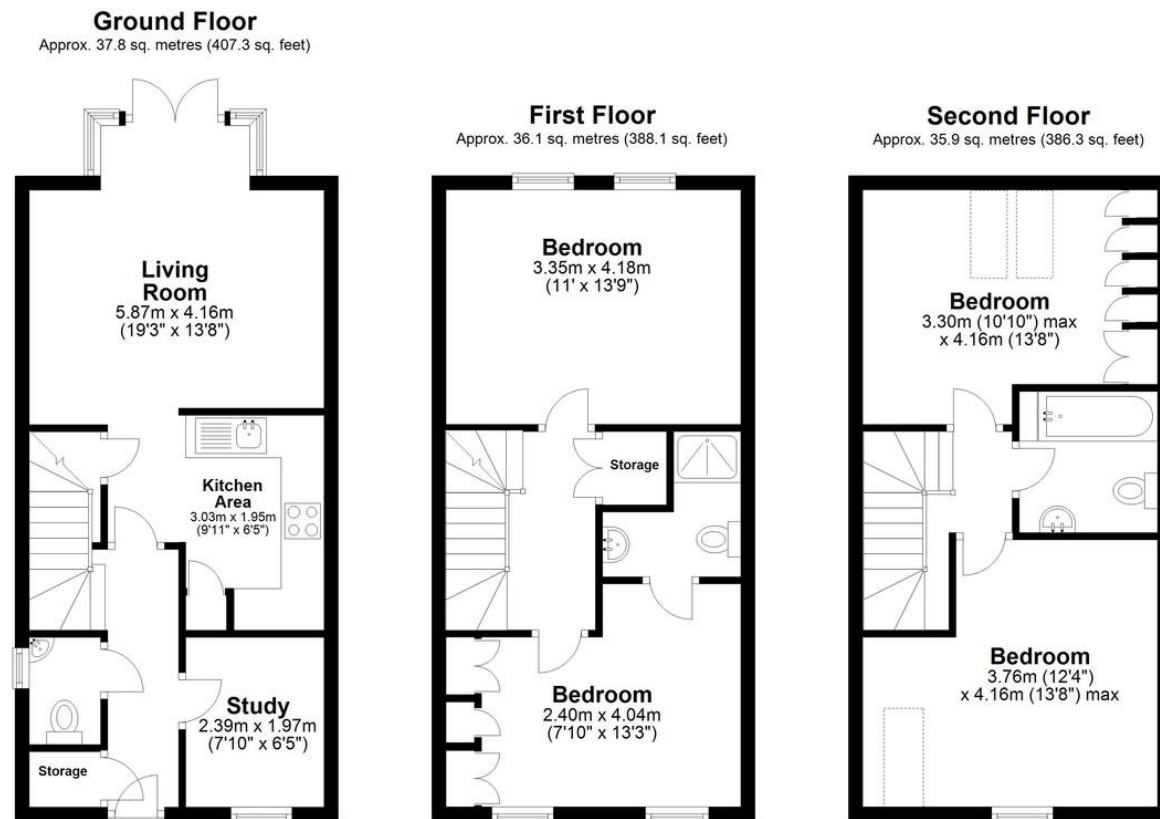 Ground Floor
Approx. 37.8 sq. metres (407.3 sq. feet)
Living
Room
5.87m x 4.16m
(19'3" x 13'8")
Kitchen
Area
3.03m x 1.95m
(9'11" x 6'5")
Study
2.39m x 1.97m
(7'10" x 6'5")
Storage
First Floor
Approx. 36.1 sq. metres (388.1 sq. feet)
Bedroom
3.35m x 4.18m
(11' x 13'9")
Storage
Bedroom
2.40m x 4.04m
(7'10" x 13'3")
Second Floor
Approx. 35.9 sq. metres (386.3 sq. feet)
Bedroom
3.30m (10'10") max
x 4.16m (13'8")
Bedroom
3.76m (12'4")
x 4.16m (13'8") max